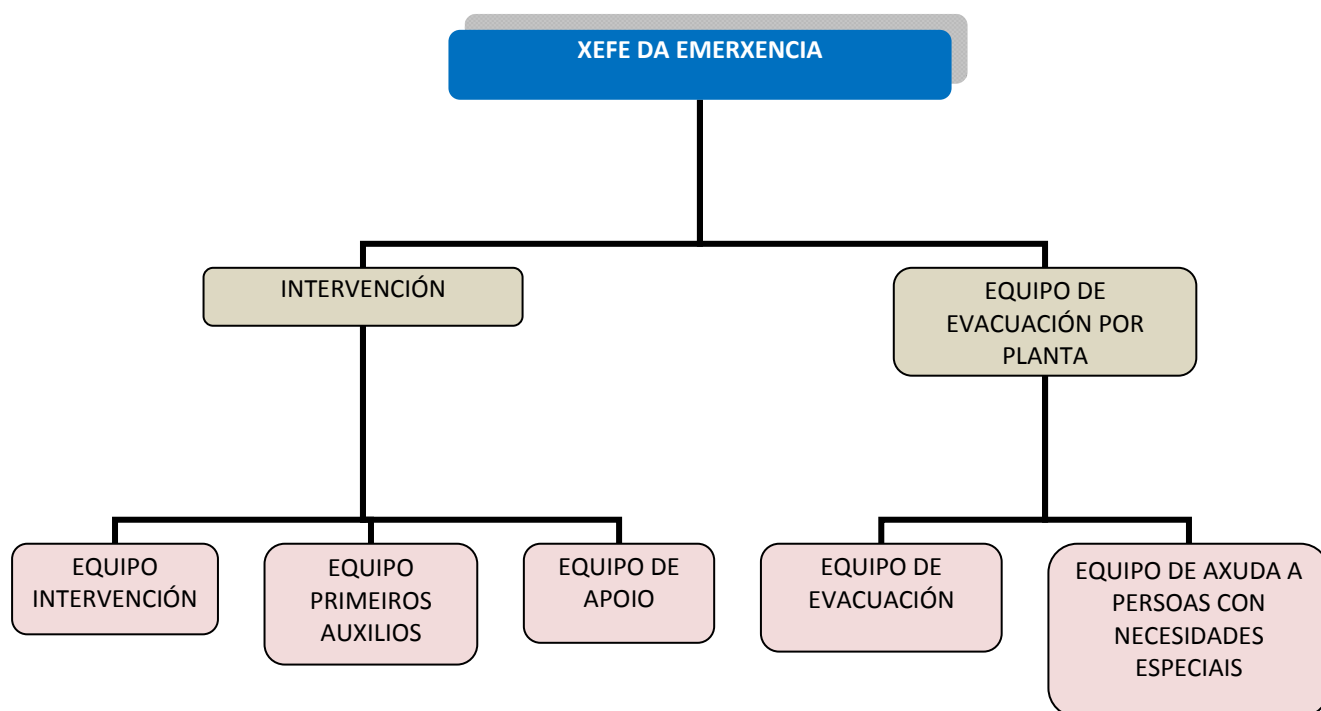 XEFE DA EMERXENCIA
INTERVENCIÓN
EQUIPO DE
EVACUACIÓN POR
PLANTA
EQUIPO
INTERVENCIÓN
EQUIPO
PRIMEIROS
AUXILIOS
EQUIPO DE
APOIO
EQUIPO DE
EVACUACIÓN
EQUIPO DE AXUDA A
PERSOAS CON
NECESIDADES
ESPECIAIS